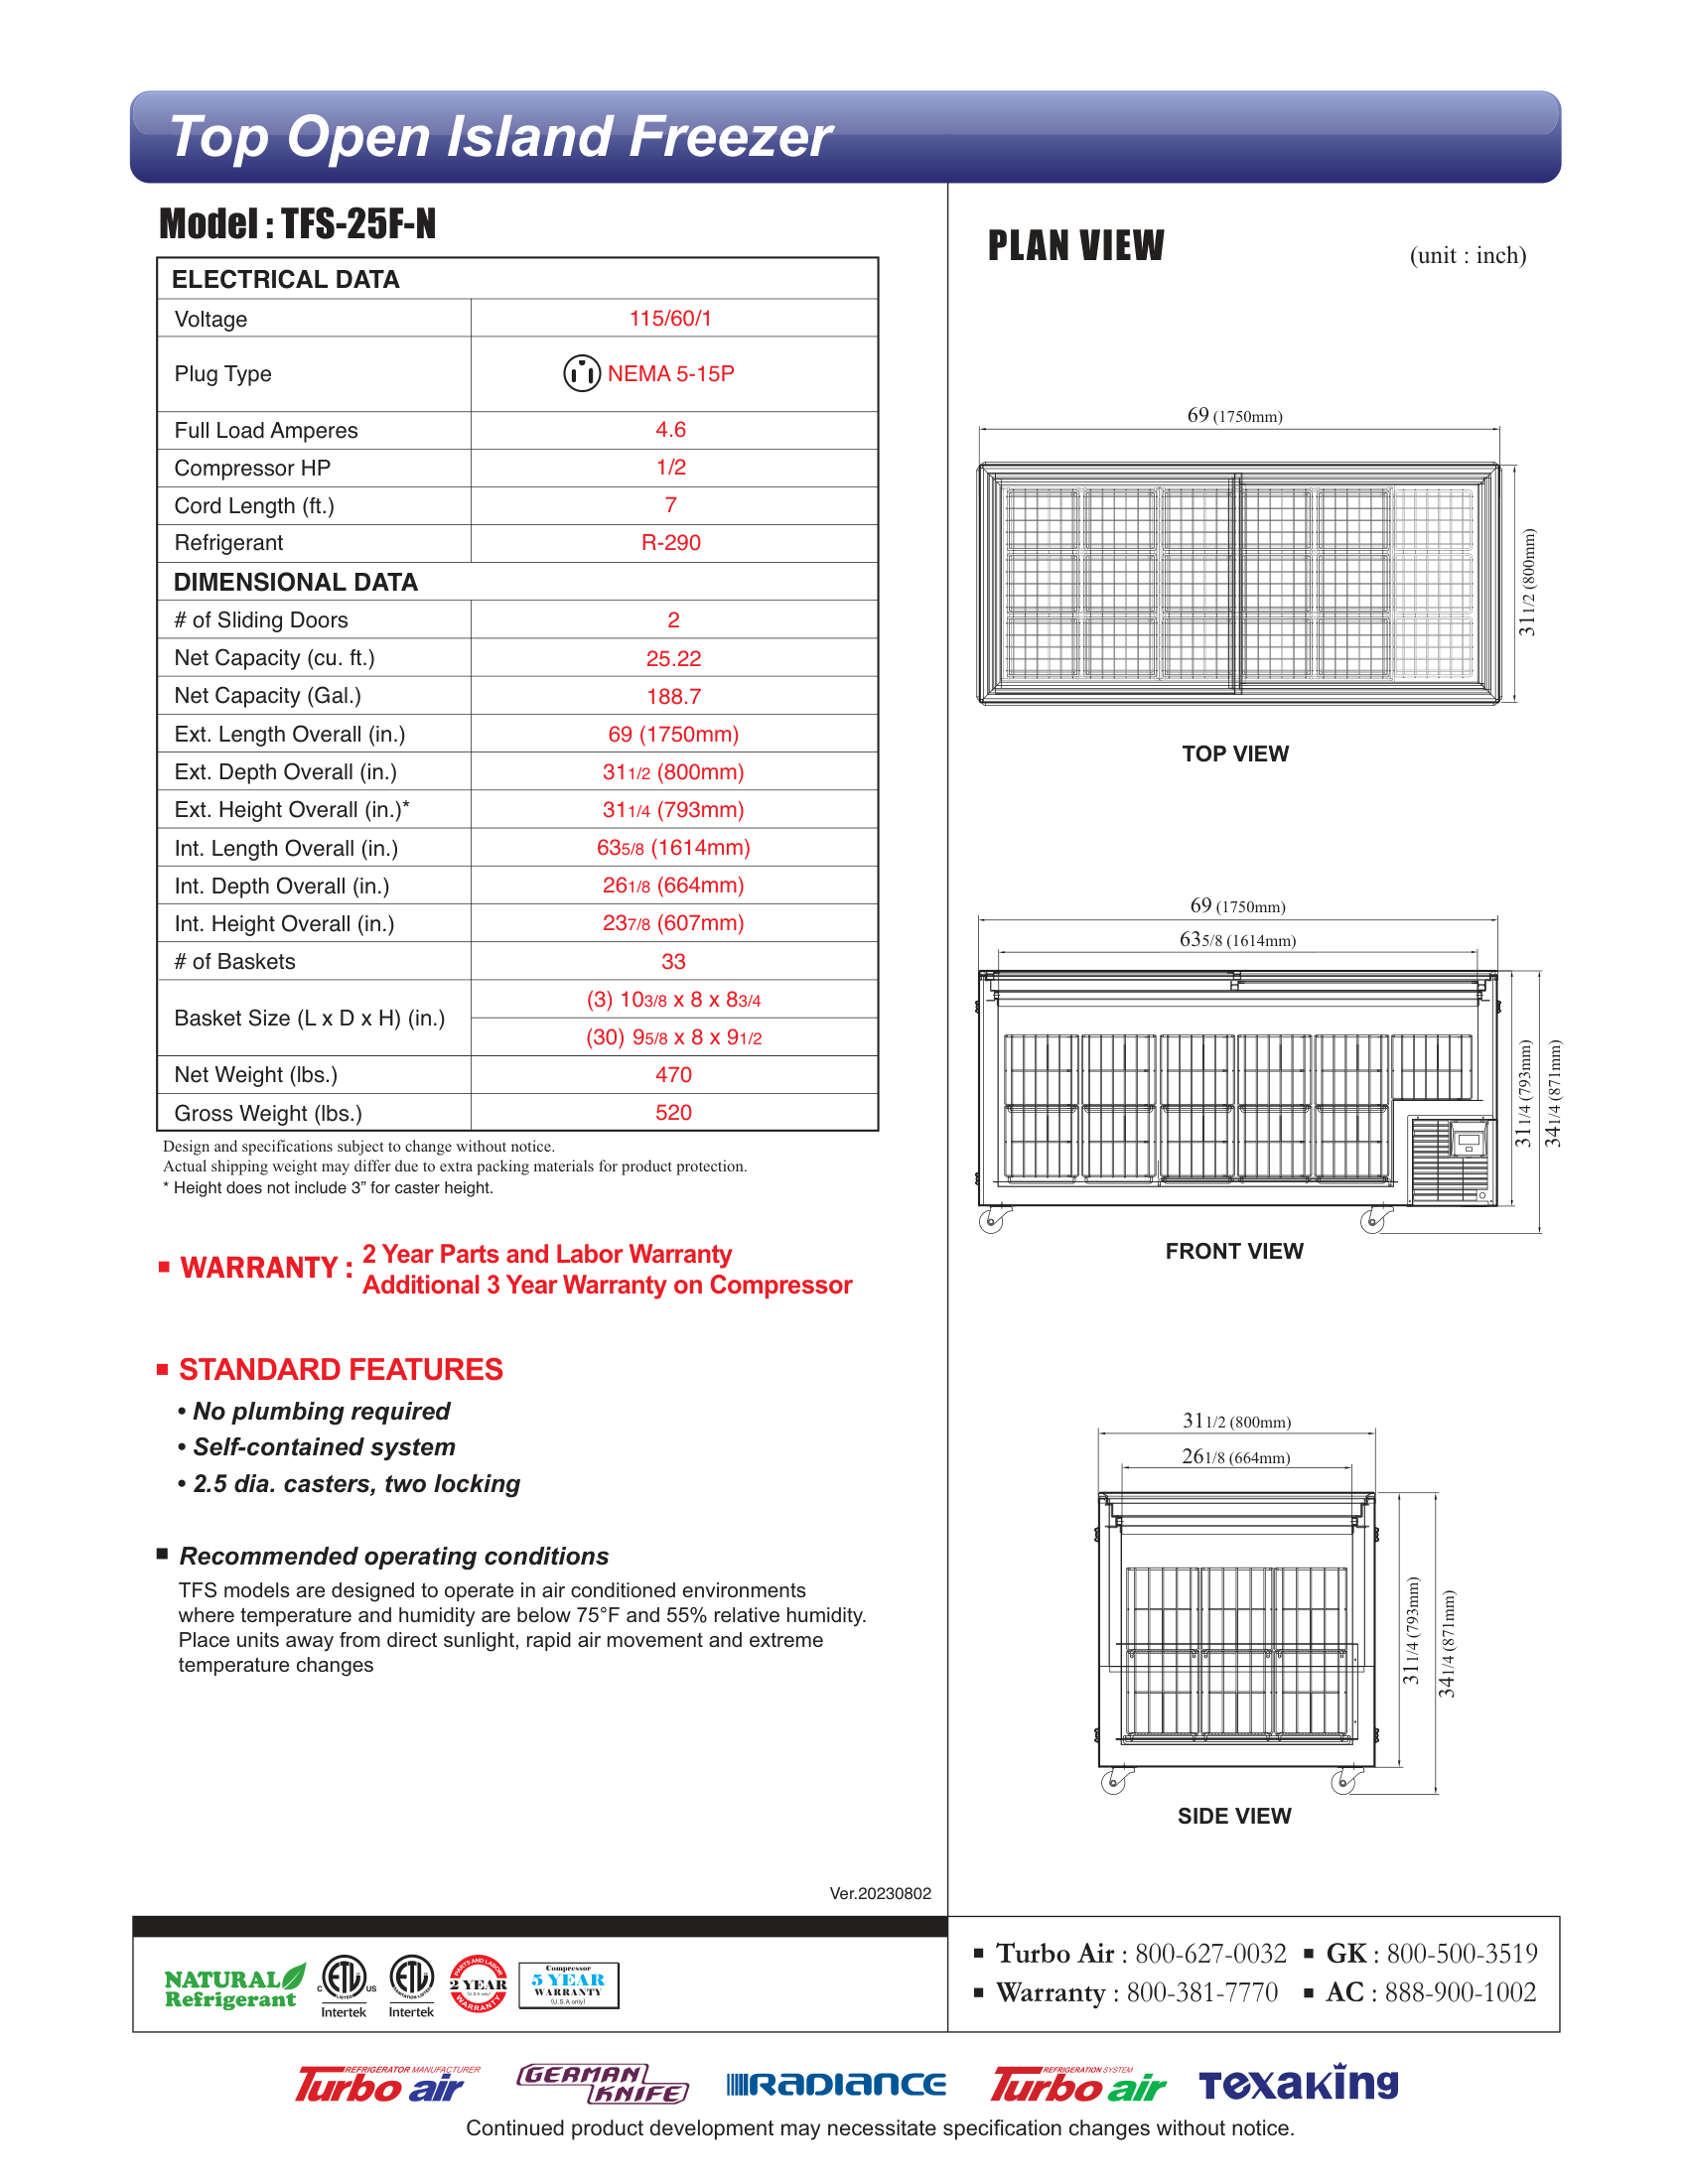 Top Open Island Freezer
Model : TFS-25F-N
ELECTRICAL DATA
Voltage 115/60/1
Plug Type NEMA 5-15P
Full Load Amperes 4.6
Compressor HP 1/2
Cord Length (ft.) 7
Refrigerant R-290
DIMENSIONAL DATA
# of Sliding Doors 2
Net Capacity (cu. ft.) 25.22
Net Capacity (Gal.) 188.7
Ext. Length Overall (in.) 69 (1750mm)
Ext. Depth Overall (in.) 31 1/2 (800mm)
Ext. Height Overall (in.)* 31 1/4 (793mm)
Int. Length Overall (in.) 63 5/8 (1614mm)
Int. Depth Overall (in.) 26 1/8 (664mm)
Int. Height Overall (in.) 23 7/8 (607mm)
# of Baskets 33
Basket Size (L x D x H) (in.) (3) 10 3/8 x 8 x 8 3/4
(30) 9 5/8 x 8 x 9 1/2
Net Weight (lbs.) 470
Gross Weight (lbs.) 520
Design and specifications subject to change without notice.
Actual shipping weight may differ due to extra packing materials for product protection.
* Height does not include 3” for caster height.
WARRANTY : 2 Year Parts and Labor Warranty
Additional 3 Year Warranty on Compressor
STANDARD FEATURES
• No plumbing required
• Self-contained system
• 2.5 dia. casters, two locking
Recommended operating conditions
TFS models are designed to operate in air conditioned environments
where temperature and humidity are below 75°F and 55% relative humidity.
Place units away from direct sunlight, rapid air movement and extreme
temperature changes
Ver.20230802
PLAN VIEW (unit : inch)
69 (1750mm)
31 1/2 (800mm)
TOP VIEW
69 (1750mm)
63 5/8 (1614mm)
31 1/4 (793mm)
34 1/4 (871mm)
FRONT VIEW
31 1/2 (800mm)
26 1/8 (664mm)
31 1/4 (793mm)
34 1/4 (871mm)
SIDE VIEW
NATURAL
Refrigerant
C ETL US
LISTED
Intertek
ETL
SANITATION LISTED
Intertek
PARTS AND LABOR
2 YEAR
(U.S.A only)
WARRANTY
Compressor
5 YEAR
WARRANTY
(U.S.A only)
Turbo Air : 800-627-0032 GK : 800-500-3519
Warranty : 800-381-7770 AC : 888-900-1002
REFRIGERATOR MANUFACTURER
Turbo air
GERMAN
KNIFE
RADIANCE
REFRIGERATION SYSTEM
Turbo air
Texaking
Continued product development may necessitate specification changes without notice.